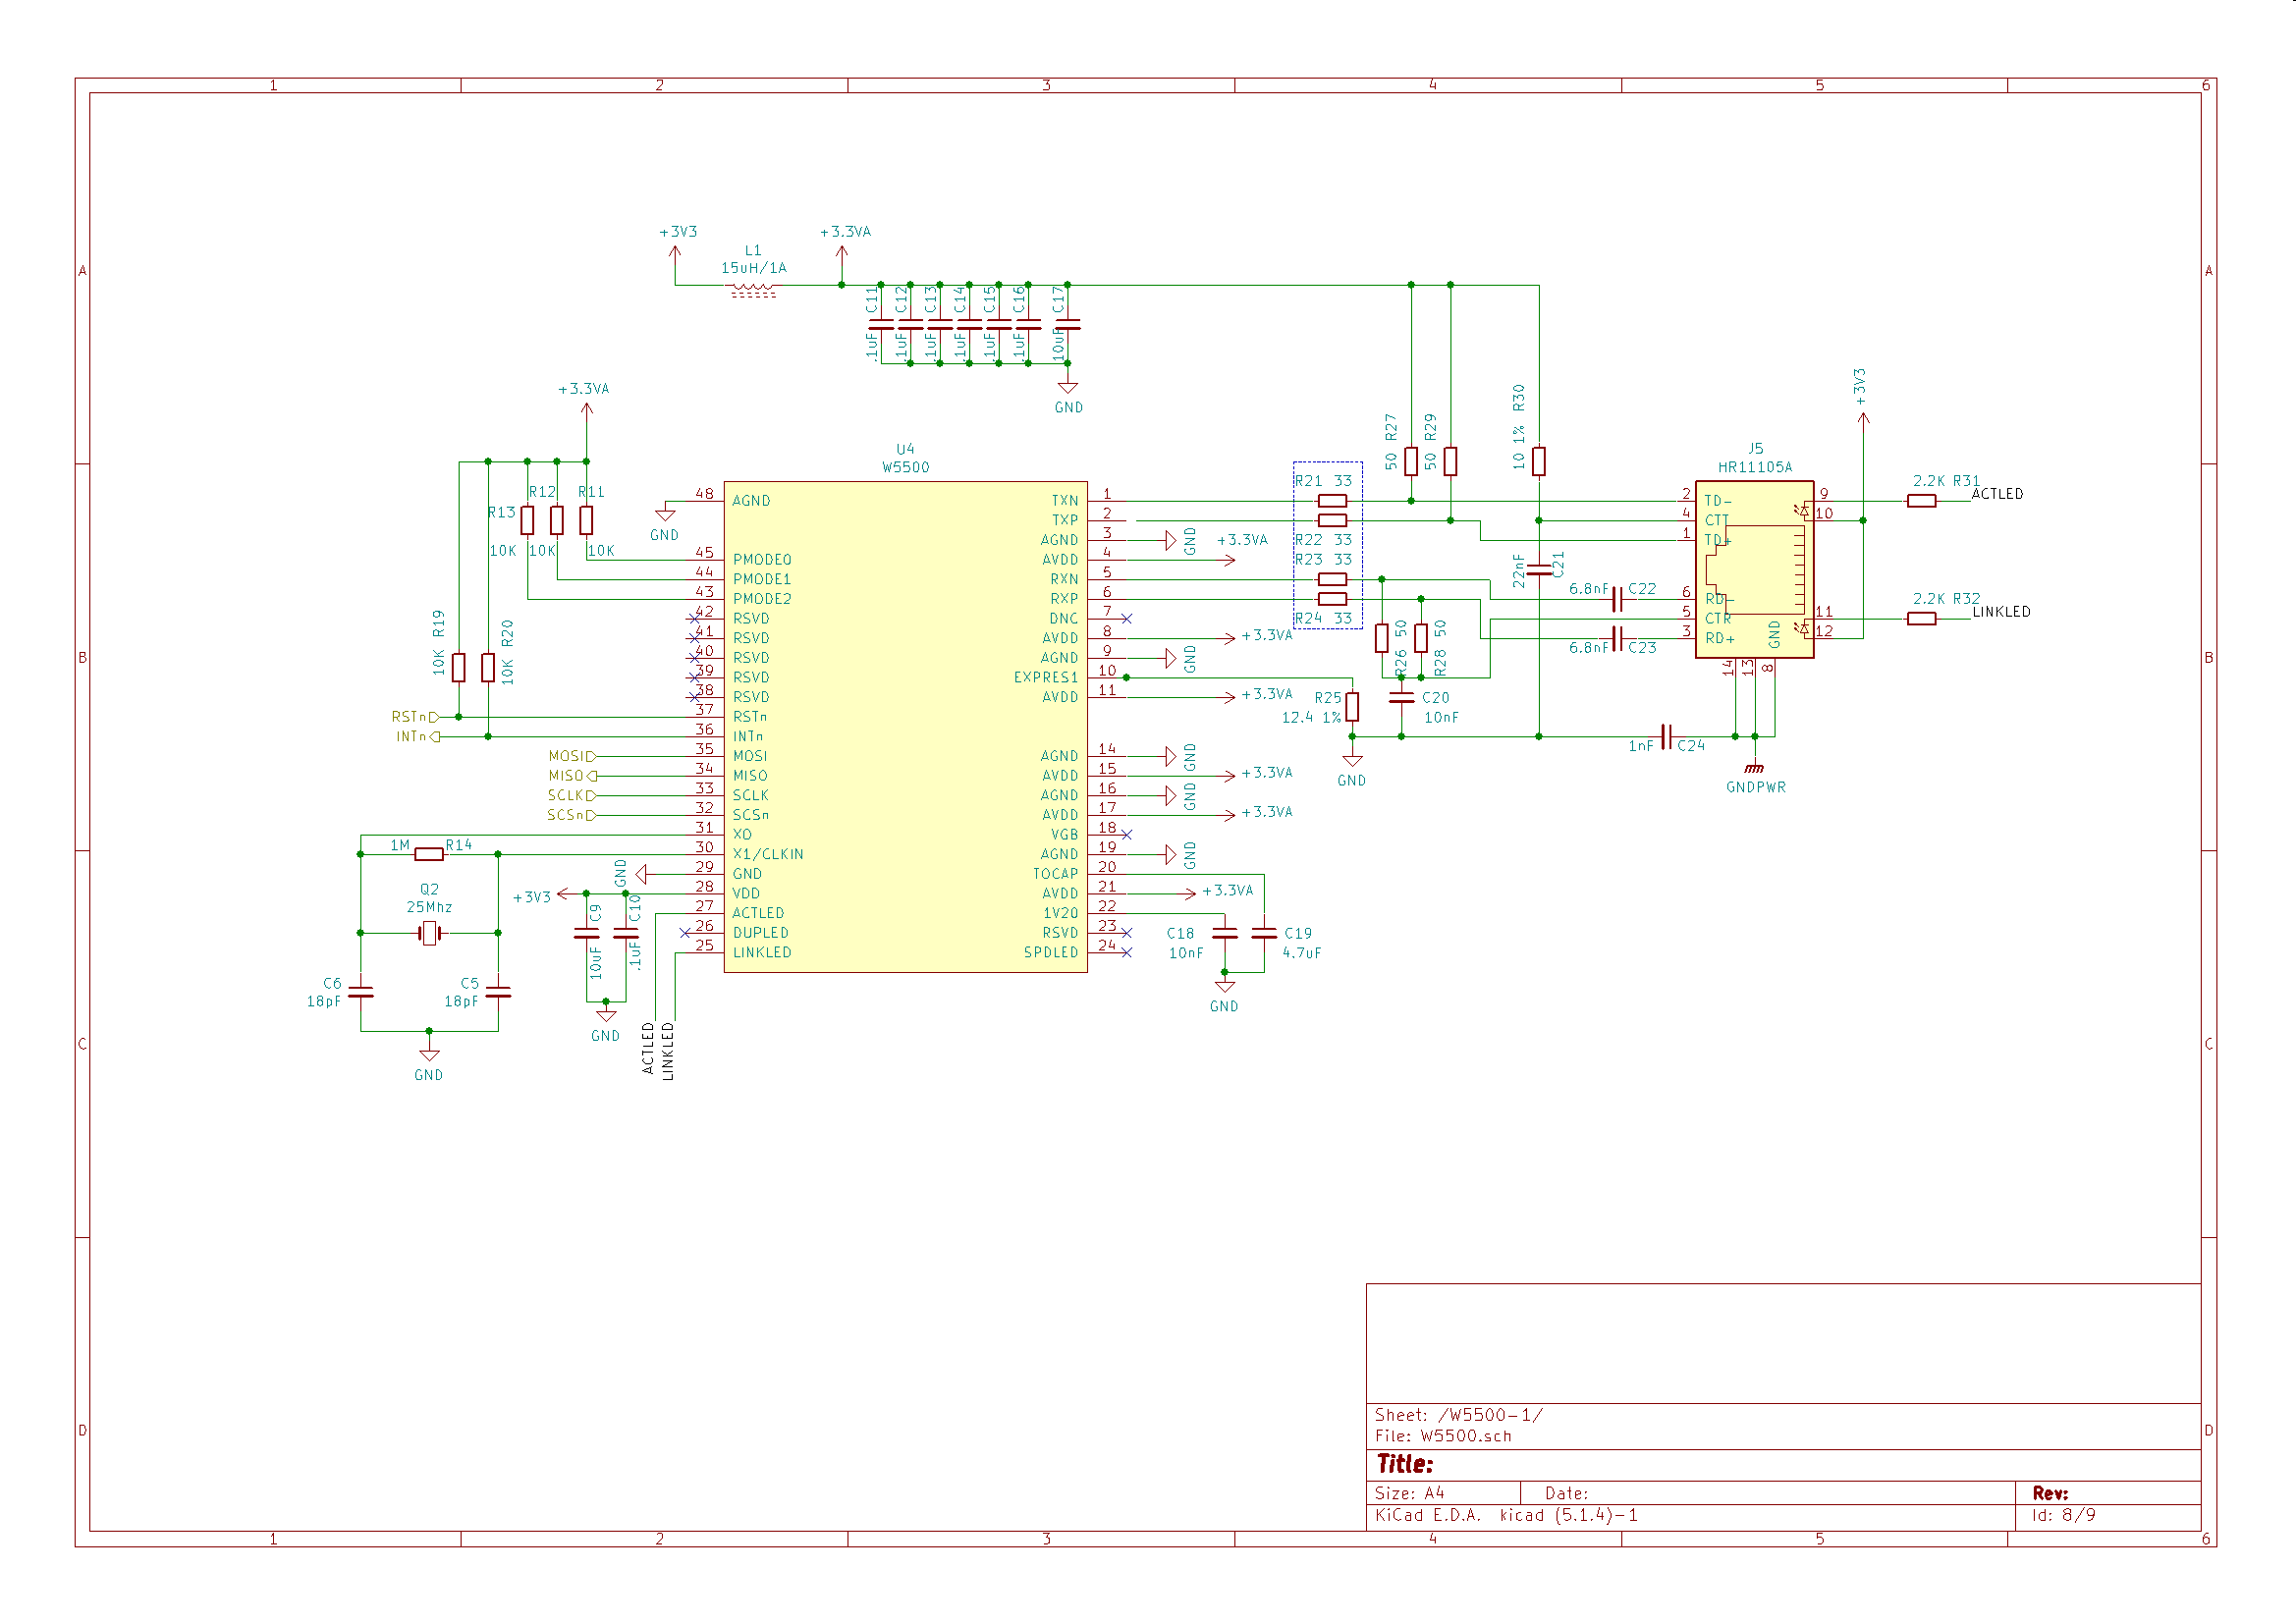 1 2 3 4 5 6
A A
+3V3 +3.3VA
L1
15uH/1A
C11 C12 C13 C14 C15 C16 C17
.1uF .1uF .1uF .1uF .1uF .1uF 10uF
GND
+3.3VA
+3V3
R27 R29 R30
50 50 10 1%
U4
W5500
J5
HR11105A
R13 R12 R11
10K 10K 10K
R19 10K
R20 10K
GND
48 AGND
45 PMODE0
44 PMODE1
43 PMODE2
42 RSVD
41 RSVD
40 RSVD
39 RSVD
38 RSVD
RSTn 37 RSTn
INTn 36 INTn
MOSI 35 MOSI
MISO 34 MISO
SCLK 33 SCLK
SCSn 32 SCSn
31 XO
30 X1/CLKIN
GND 29 GND
+3V3 28 VDD
27 ACTLED
26 DUPLED
25 LINKLED
TXN 1
TXP 2
AGND 3 GND
AVDD 4 +3.3VA
RXN 5
RXP 6
DNC 7
AVDD 8 +3.3VA
AGND 9 GND
EXPRES1 10
AVDD 11 +3.3VA
AGND 14 GND
AVDD 15 +3.3VA
AGND 16 GND
AVDD 17 +3.3VA
VGB 18
AGND 19 GND
TOCAP 20
AVDD 21 +3.3VA
1V2O 22
RSVD 23
SPDLED 24
R21 33
R22 33
R23 33
R24 33
R26 50
R28 50
R25
12.4 1%
GND
C20
10nF
22nF C21
6.8nF C22
6.8nF C23
1nF C24
GNDPWR
2 TD-
4 CTT
1 TD+
6 RD-
5 CTR
3 RD+
GND
14 13 8
9
10
11
12
2.2K R31
ACTLED
2.2K R32
LINKLED
1M R14
Q2
25Mhz
C6
18pF
C5
18pF
GND
C9 10uF
C10 .1uF
GND
ACTLED
LINKLED
C18
10nF
C19
4.7uF
GND
B B
C C
D D
Sheet: /W5500-1/
File: W5500.sch
Title:
Size: A4 Date: Rev:
KiCad E.D.A. kicad (5.1.4)-1 Id: 8/9
1 2 3 4 5 6